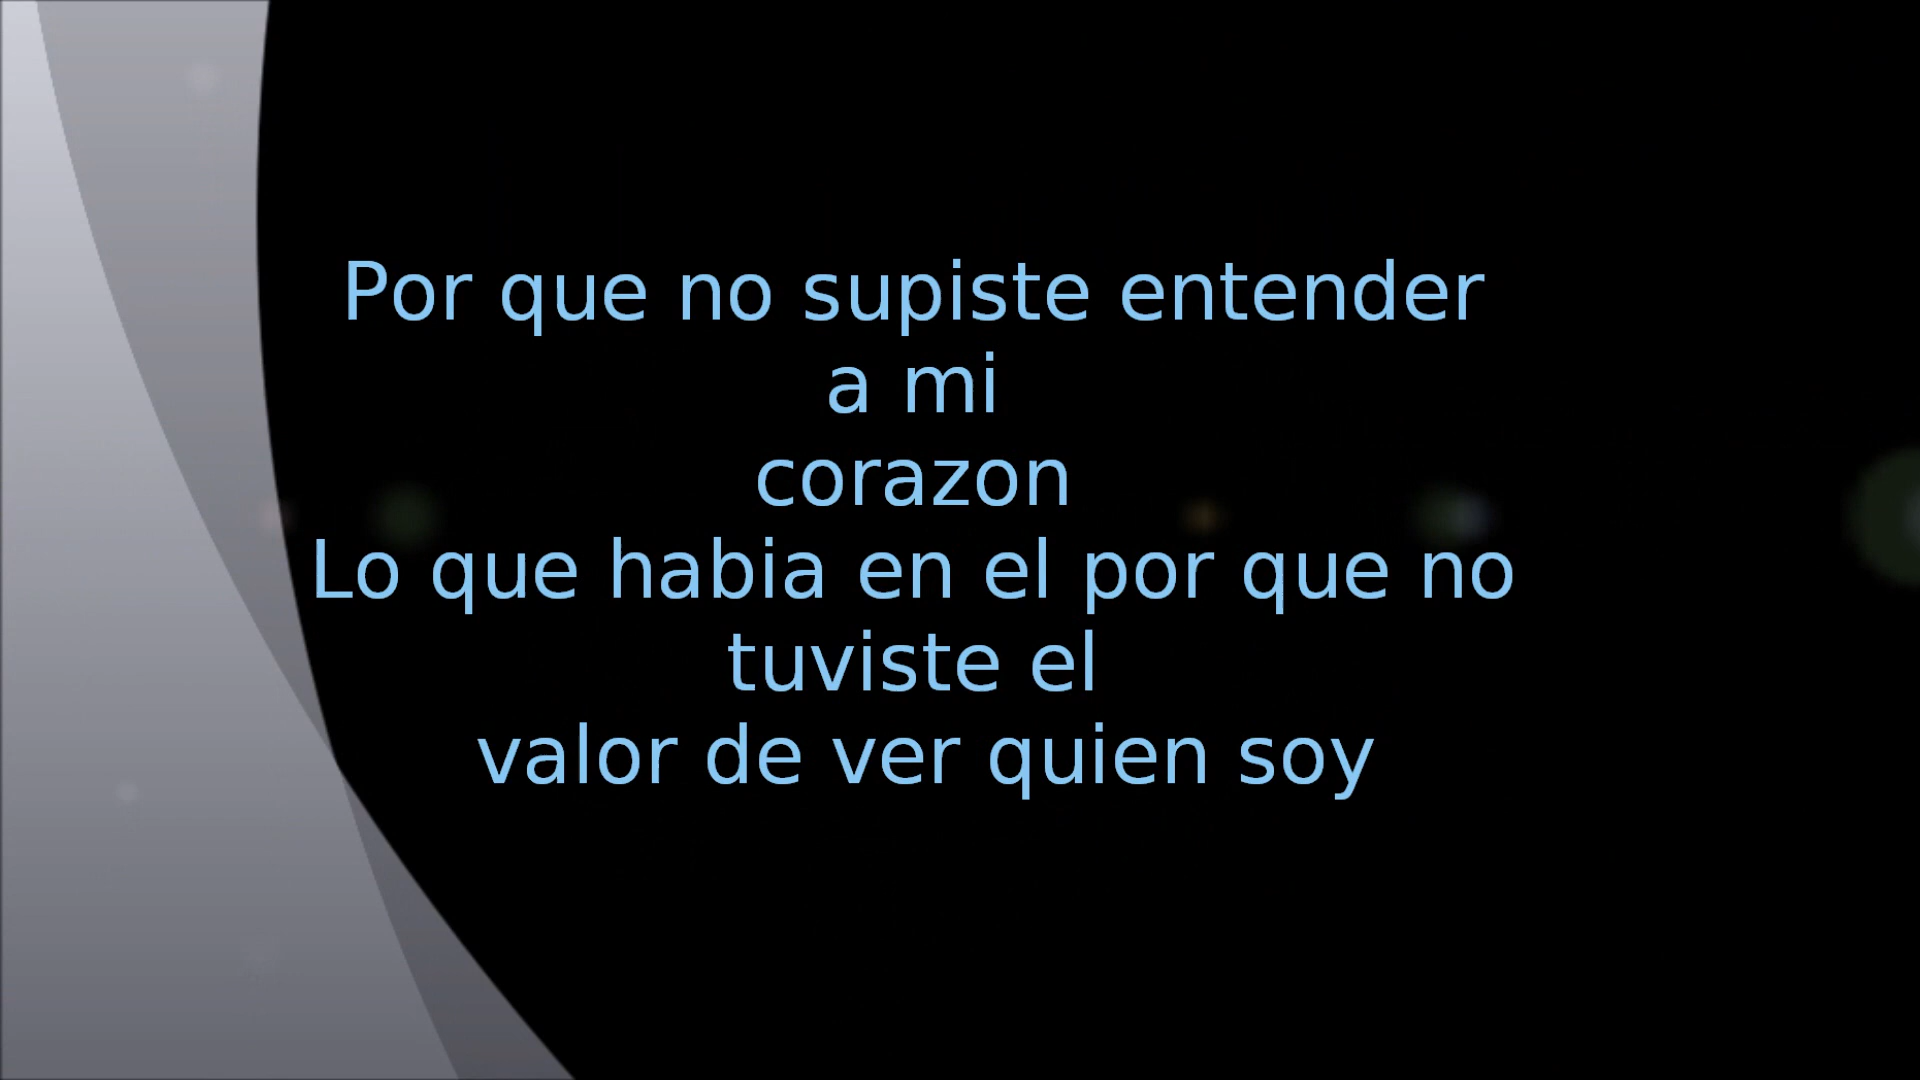 Por que no supiste entender
a mi
corazon
Lo que habia en el por que no
tuviste el
valor de ver quien soy